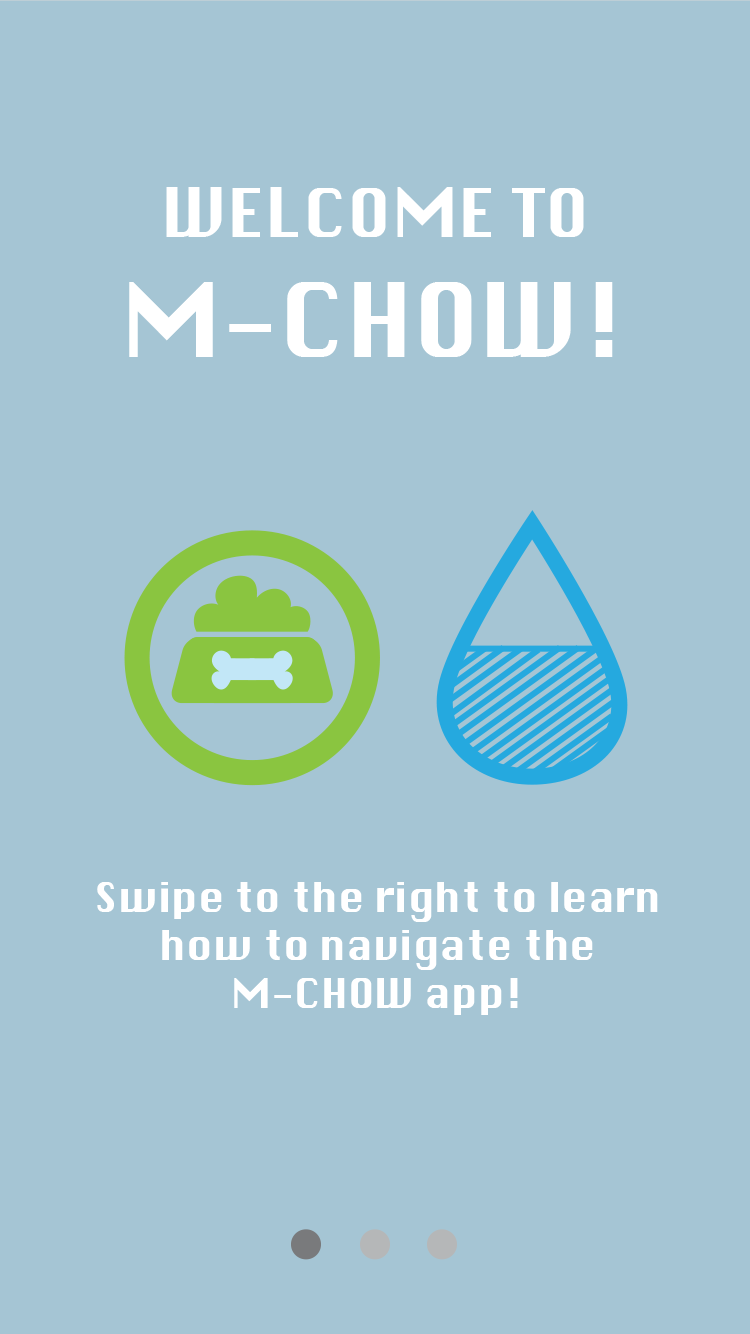 WELCOME TO
M-CHOW!
Swipe to the right to learn
how to navigate the
M-CHOW app!